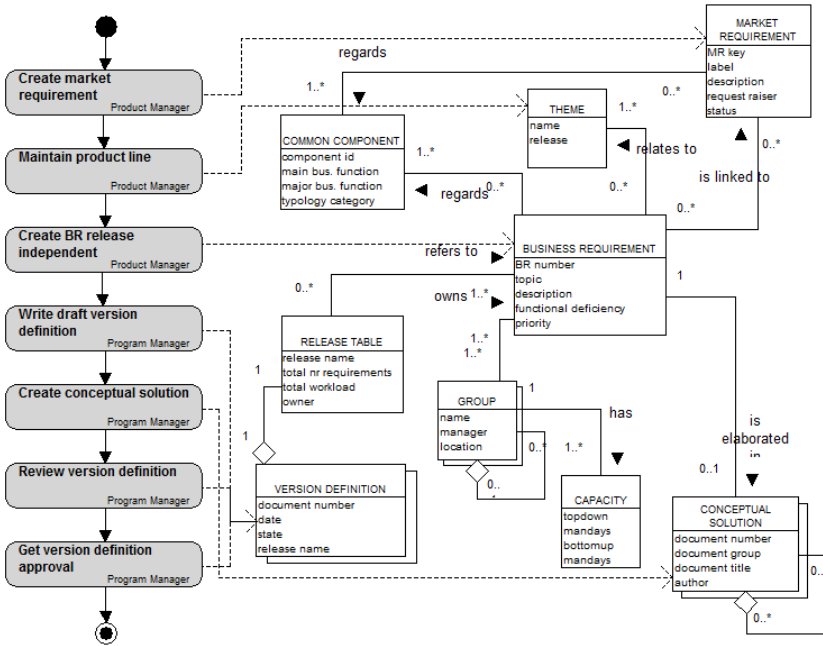 Create market
requirement
Product Manager
Maintain product line
Product Manager
Create BR release
independent
Product Manager
Write draft version
definition
Program Manager
Create conceptual solution
Program Manager
Review version definition
Program Manager
Get version definition
approval
Program Manager
MARKET
REQUIREMENT
MR key
label
description
request raiser
status
regards
1..*
0..*
THEME
name
release
1..*
0..*
COMMON COMPONENT
component id
main bus. function
major bus. function
typology category
1..*
regards
0..*
relates to
0..*
is linked to
0..*
BUSINESS REQUIREMENT
BR number
topic
description
functional deficiency
priority
refers to
0..*
owns
1..*
1
RELEASE TABLE
release name
total nr requirements
total workload
owner
1
1
1..*
1..*
GROUP
name
manager
location
1
has
0..*
1..*
0..
CAPACITY
topdown
mandays
bottomup
mandays
VERSION DEFINITION
document number
date
state
release name
is
elaborated
0..1
CONCEPTUAL
SOLUTION
document number
document group
document title
author
0..
0..*